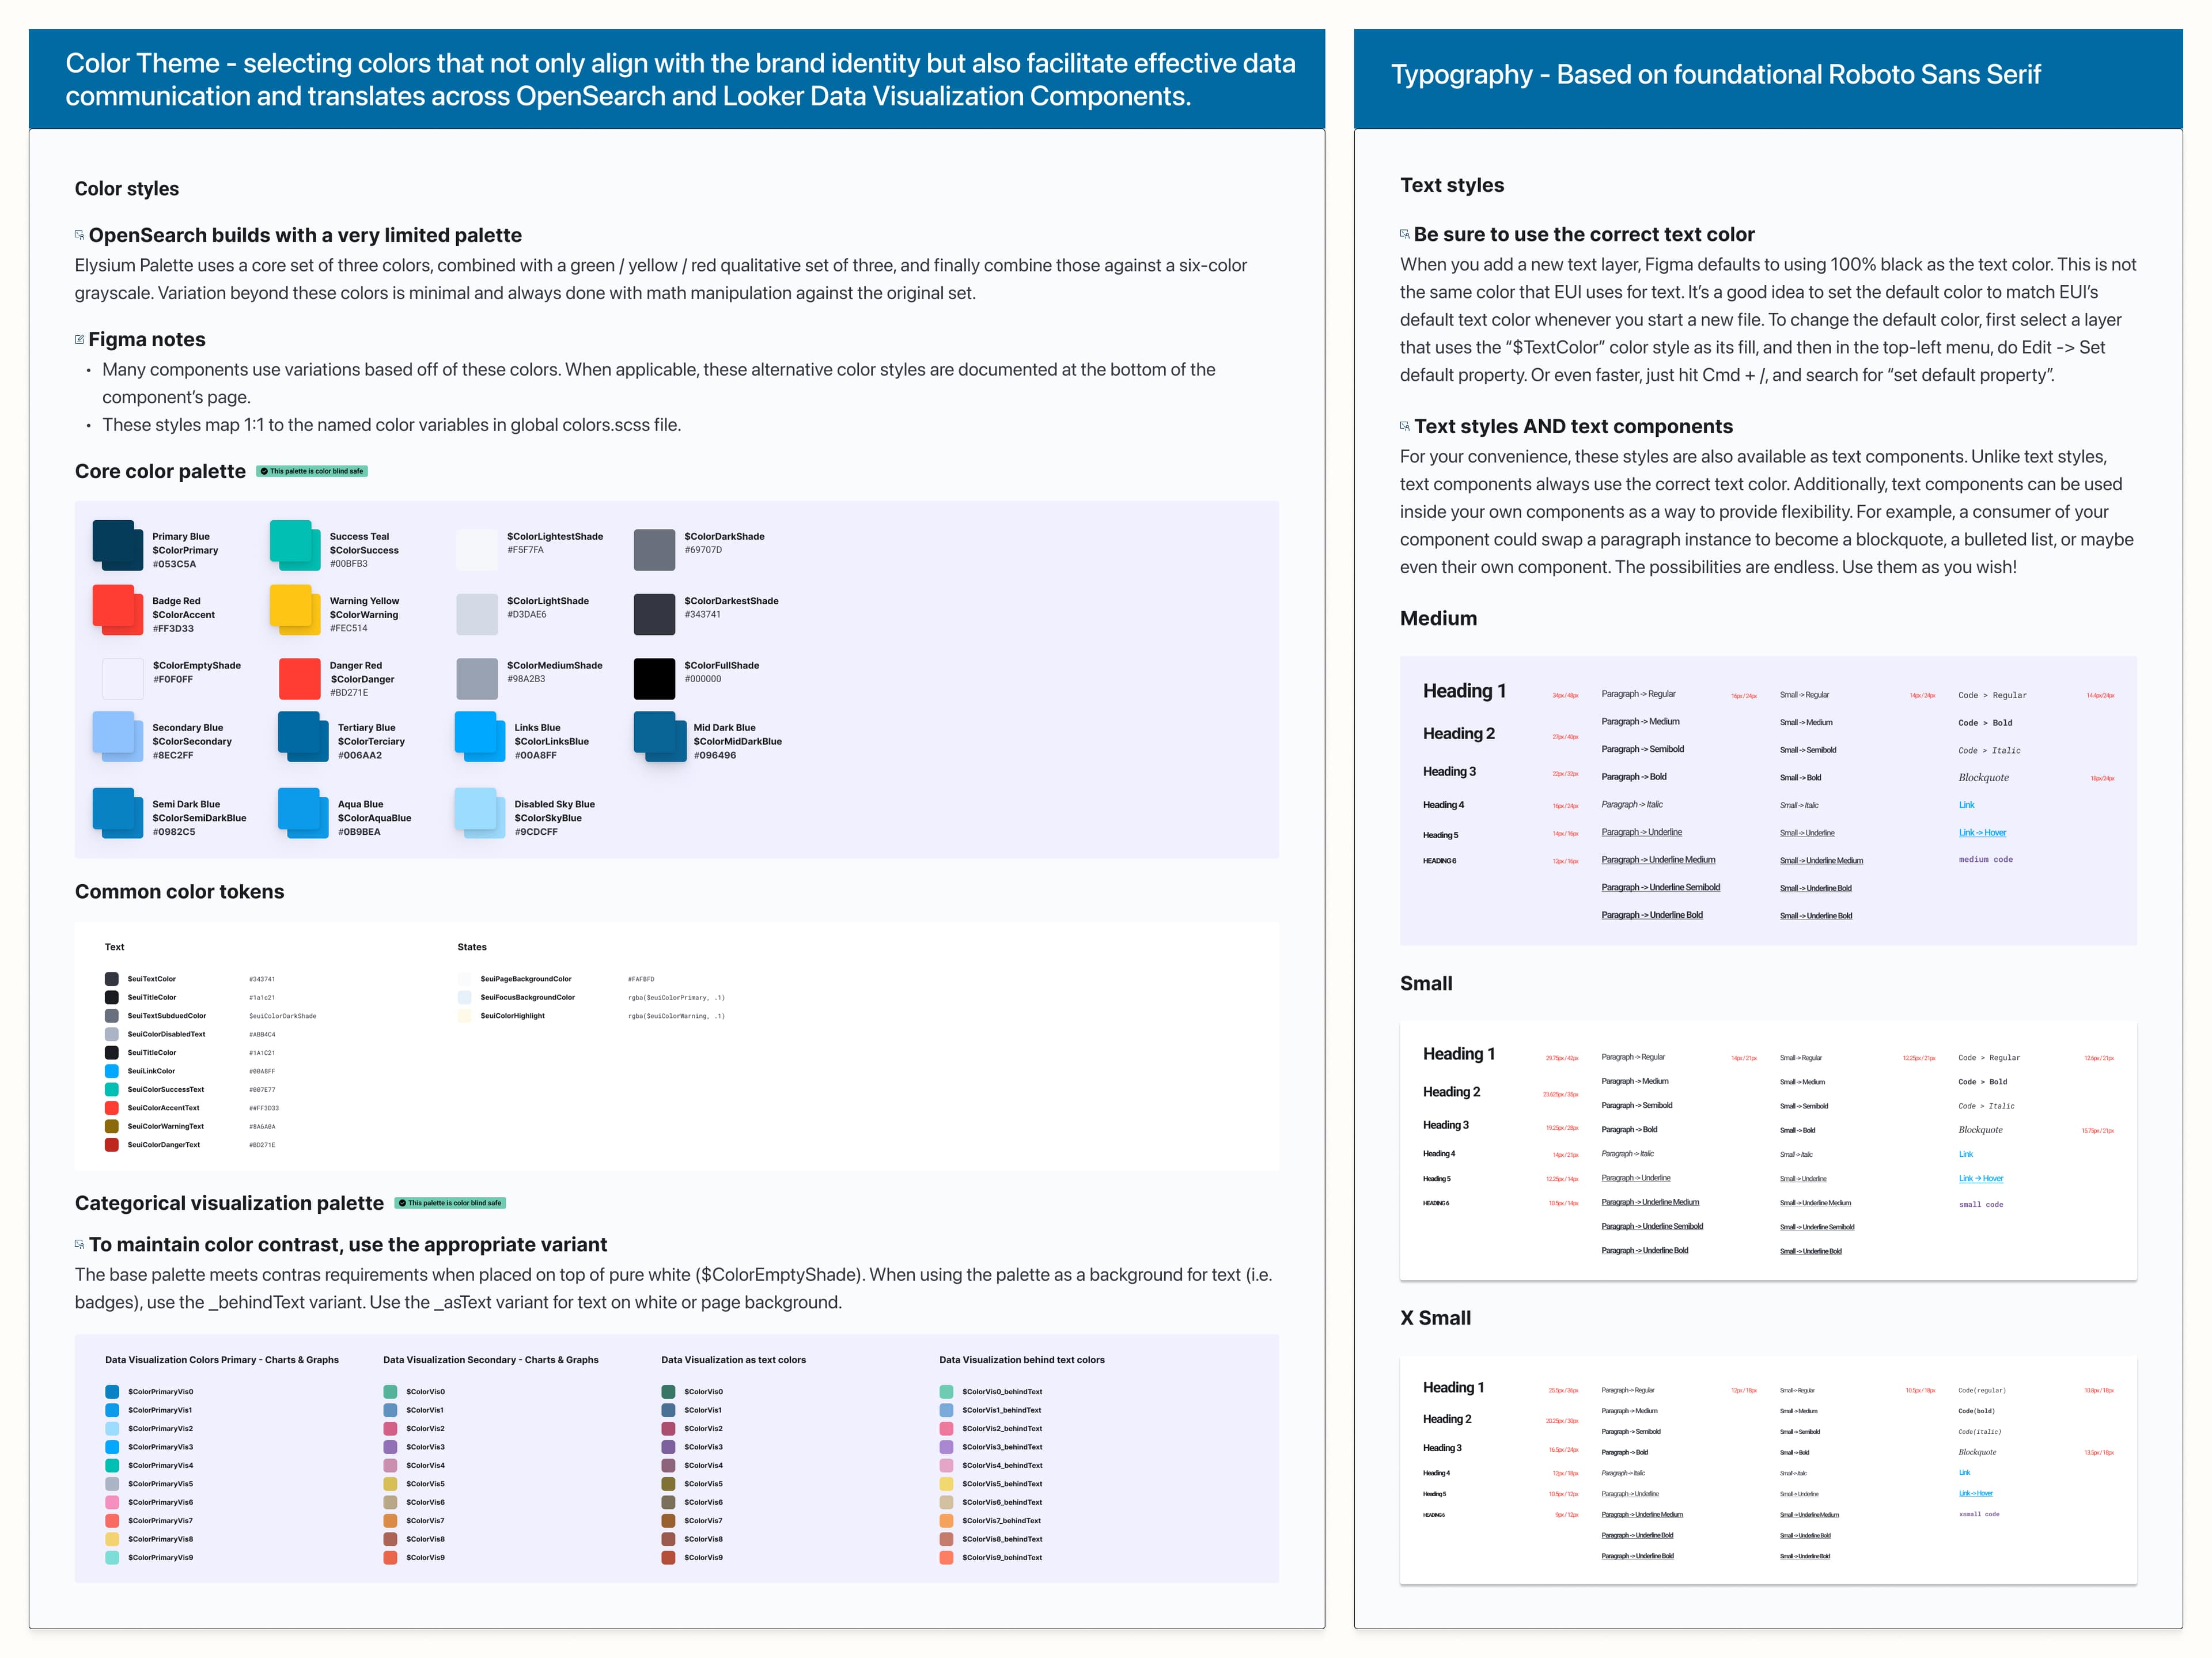 Color Theme - selecting colors that not only align with the brand identity but also facilitate effective data
communication and translates across OpenSearch and Looker Data Visualization Components.
Color styles
OpenSearch builds with a very limited palette
Elysium Palette uses a core set of three colors, combined with a green / yellow / red qualitative set of three, and finally combine those against a six-color
grayscale. Variation beyond these colors is minimal and always done with math manipulation against the original set.
Figma notes
• Many components use variations based off of these colors. When applicable, these alternative color styles are documented at the bottom of the
component's page.
• These styles map 1:1 to the named color variables in global colors.scss file.
Core color palette
This palette is color blind safe
Primary Blue
$ColorPrimary
#053C5A
Success Teal
$ColorSuccess
#00BFB3
$ColorLightestShade
#F5F7FA
$ColorDarkShade
#69707D
Badge Red
$ColorAccent
#FF3D33
Warning Yellow
$ColorWarning
#FEC514
$ColorLightShade
#D3DAE6
$ColorDarkestShade
#343741
$ColorEmptyShade
#F0F0FF
Danger Red
$ColorDanger
#BD271E
$ColorMediumShade
#98A2B3
$ColorFullShade
#000000
Secondary Blue
$ColorSecondary
#8EC2FF
Tertiary Blue
$ColorTerciary
#006AA2
Links Blue
$ColorLinksBlue
#00A8FF
Mid Dark Blue
$ColorMidDarkBlue
#096496
Semi Dark Blue
$ColorSemiDarkBlue
#0982C5
Aqua Blue
$ColorAquaBlue
#0B9BEA
Disabled Sky Blue
$ColorSkyBlue
#9CDCFF
Common color tokens
Text
$euiTextColor #343741
$euiTitleColor #1a1c21
$euiTextSubduedColor $euiColorDarkShade
$euiColorDisabledText #ABB4C4
$euiTitleColor #1A1C21
$euiLinkColor #00A8FF
$euiColorSuccessText #007E77
$euiColorAccentText ##FF3D33
$euiColorWarningText #8A6A0A
$euiColorDangerText #BD271E
States
$euiPageBackgroundColor #FAFBFD
$euiFocusBackgroundColor rgba($euiColorPrimary, .1)
$euiColorHighlight rgba($euiColorWarning, .1)
Categorical visualization palette
This palette is color blind safe
To maintain color contrast, use the appropriate variant
The base palette meets contras requirements when placed on top of pure white ($ColorEmptyShade). When using the palette as a background for text (i.e.
badges), use the _behindText variant. Use the _asText variant for text on white or page background.
Data Visualization Colors Primary - Charts & Graphs
$ColorPrimaryVis0
$ColorPrimaryVis1
$ColorPrimaryVis2
$ColorPrimaryVis3
$ColorPrimaryVis4
$ColorPrimaryVis5
$ColorPrimaryVis6
$ColorPrimaryVis7
$ColorPrimaryVis8
$ColorPrimaryVis9
Data Visualization Secondary - Charts & Graphs
$ColorVis0
$ColorVis1
$ColorVis2
$ColorVis3
$ColorVis4
$ColorVis5
$ColorVis6
$ColorVis7
$ColorVis8
$ColorVis9
Data Visualization as text colors
$ColorVis0
$ColorVis1
$ColorVis2
$ColorVis3
$ColorVis4
$ColorVis5
$ColorVis6
$ColorVis7
$ColorVis8
$ColorVis9
Data Visualization behind text colors
$ColorVis0_behindText
$ColorVis1_behindText
$ColorVis2_behindText
$ColorVis3_behindText
$ColorVis4_behindText
$ColorVis5_behindText
$ColorVis6_behindText
$ColorVis7_behindText
$ColorVis8_behindText
$ColorVis9_behindText
Typography - Based on foundational Roboto Sans Serif
Text styles
Be sure to use the correct text color
When you add a new text layer, Figma defaults to using 100% black as the text color. This is not
the same color that EUI uses for text. It's a good idea to set the default color to match EUI's
default text color whenever you start a new file. To change the default color, first select a layer
that uses the “$TextColor” color style as its fill, and then in the top-left menu, do Edit -> Set
default property. Or even faster, just hit Cmd + /, and search for “set default property”.
Text styles AND text components
For your convenience, these styles are also available as text components. Unlike text styles,
text components always use the correct text color. Additionally, text components can be used
inside your own components as a way to provide flexibility. For example, a consumer of your
component could swap a paragraph instance to become a blockquote, a bulleted list, or maybe
even their own component. The possibilities are endless. Use them as you wish!
Medium
Heading 1 34px / 48px
Heading 2 27px / 40px
Heading 3 22px / 32px
Heading 4 16px / 24px
Heading 5 14px / 16px
HEADING 6 12px / 16px
Paragraph -> Regular 16px / 24px
Paragraph -> Medium
Paragraph -> Semibold
Paragraph -> Bold
Paragraph -> Italic
Paragraph -> Underline
Paragraph -> Underline Medium
Paragraph -> Underline Semibold
Paragraph -> Underline Bold
Small -> Regular 14px / 24px
Small -> Medium
Small -> Semibold
Small -> Bold
Small -> Italic
Small -> Underline
Small -> Underline Medium
Small -> Underline Bold
Small -> Underline Bold
Code > Regular 14.4px/24px
Code > Bold
Code > Italic
Blockquote 18px/24px
Link
Link -> Hover
medium code
Small
Heading 1 29.75px / 42px
Heading 2 23.625px / 35px
Heading 3 19.25px / 28px
Heading 4 14px / 21px
Heading 5 12.25px / 14px
HEADING 6 10.5px / 14px
Paragraph -> Regular 14px / 21px
Paragraph -> Medium
Paragraph -> Semibold
Paragraph -> Bold
Paragraph -> Italic
Paragraph -> Underline
Paragraph -> Underline Medium
Paragraph -> Underline Semibold
Paragraph -> Underline Bold
Small -> Regular 12.25px / 21px
Small -> Medium
Small -> Semibold
Small -> Bold
Small -> Italic
Small -> Underline
Small -> Underline Medium
Small -> Underline Semibold
Small -> Underline Bold
Code > Regular 12.6px / 21px
Code > Bold
Code > Italic
Blockquote 15.75px / 21px
Link
Link → Hover
small code
X Small
Heading 1 25.5px / 36px
Heading 2 20.25px / 30px
Heading 3 16.5px / 24px
Heading 4 12px / 18px
Heading 5 10.5px / 12px
HEADING 6 9px / 12px
Paragraph -> Regular 12px / 18px
Paragraph -> Medium
Paragraph -> Semibold
Paragraph -> Bold
Paragraph -> Italic
Paragraph -> Underline
Paragraph -> Underline Medium
Paragraph -> Underline Bold
Paragraph -> Underline Bold
Small -> Regular 10.5px / 18px
Small -> Medium
Small -> Semibold
Small -> Bold
Small -> Italic
Small -> Underline
Small -> Underline Medium
Small -> Underline Bold
Small -> Underline Bold
Code(regular) 10.8px / 18px
Code(bold)
Code(italic)
Blockquote 13.5px / 18px
Link
Link -> Hover
xsmall code